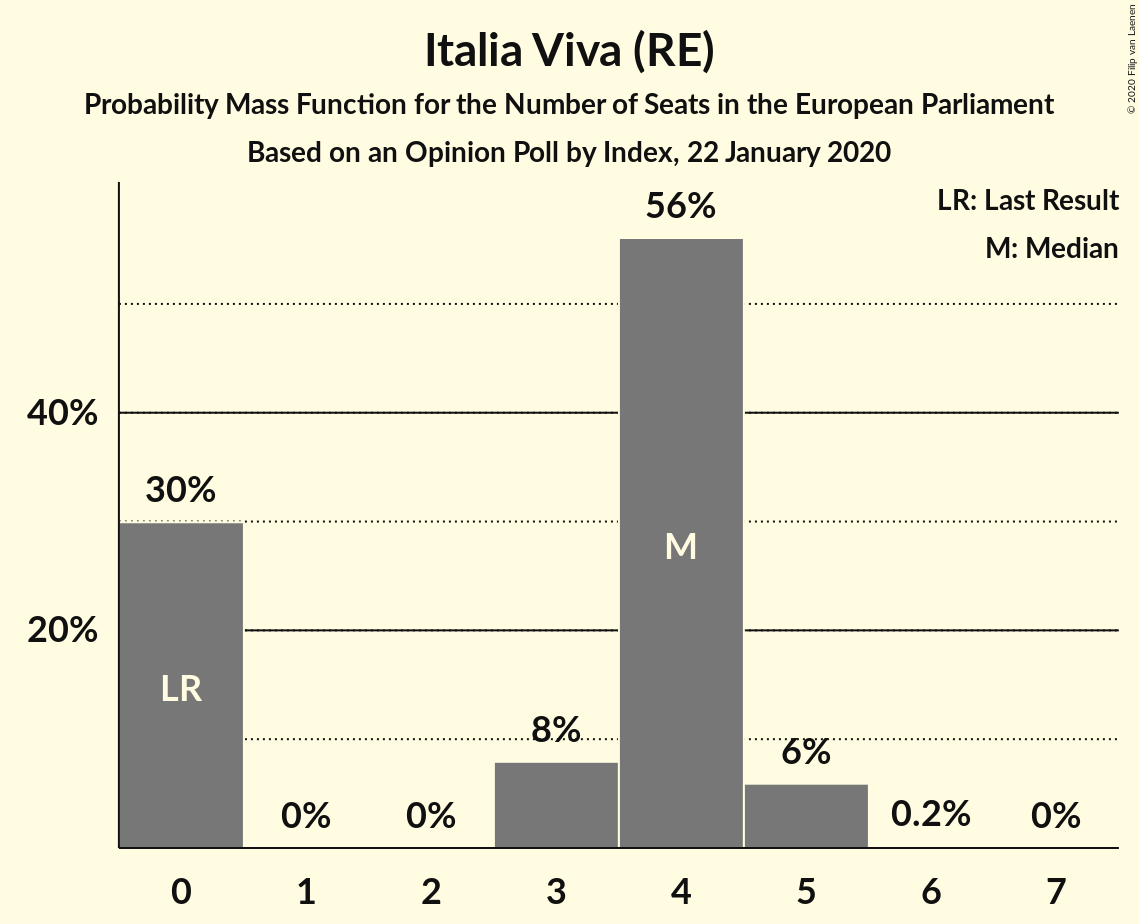 Italia Viva (RE)
Probability Mass Function for the Number of Seats in the European Parliament
Based on an Opinion Poll by Index, 22 January 2020
© 2020 Filip van Laenen
LR: Last Result
M: Median
56%
40%
30%
M
20%
LR
8%
6%
0%
0%
0.2%
0%
0 1 2 3 4 5 6 7